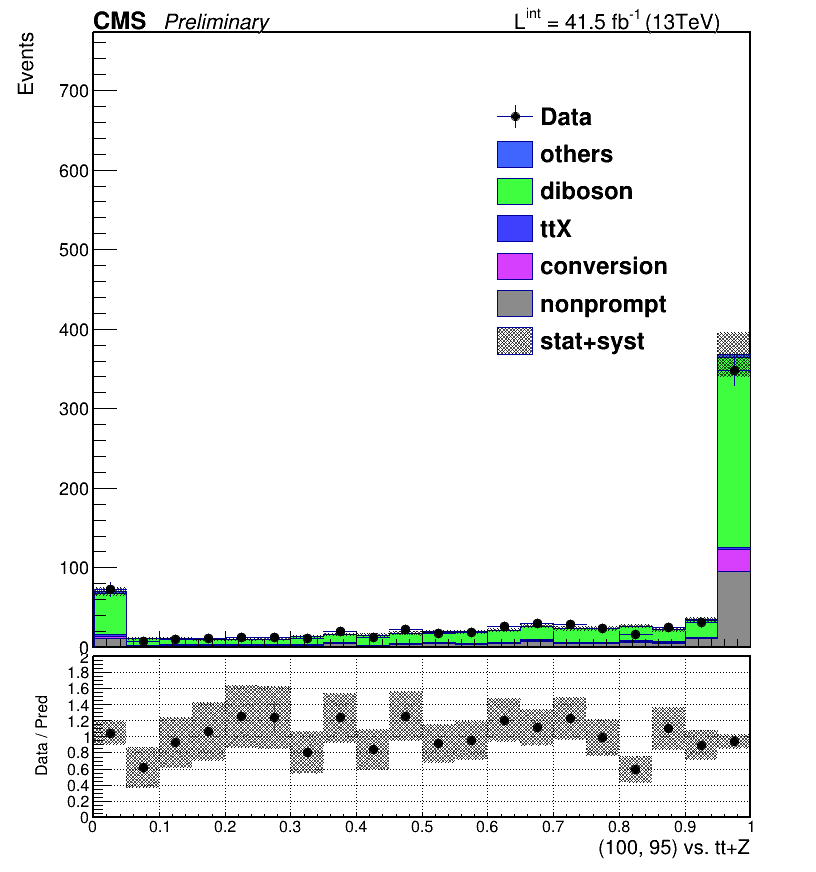 CMS Preliminary L^int = 41.5 fb^-1 (13TeV)
Events
700
600
500
400
300
200
100
0
Data
others
diboson
ttX
conversion
nonprompt
stat+syst
Data / Pred
2
1.8
1.6
1.4
1.2
1
0.8
0.6
0.4
0.2
0
0 0.1 0.2 0.3 0.4 0.5 0.6 0.7 0.8 0.9 1
(100, 95) vs. tt+Z